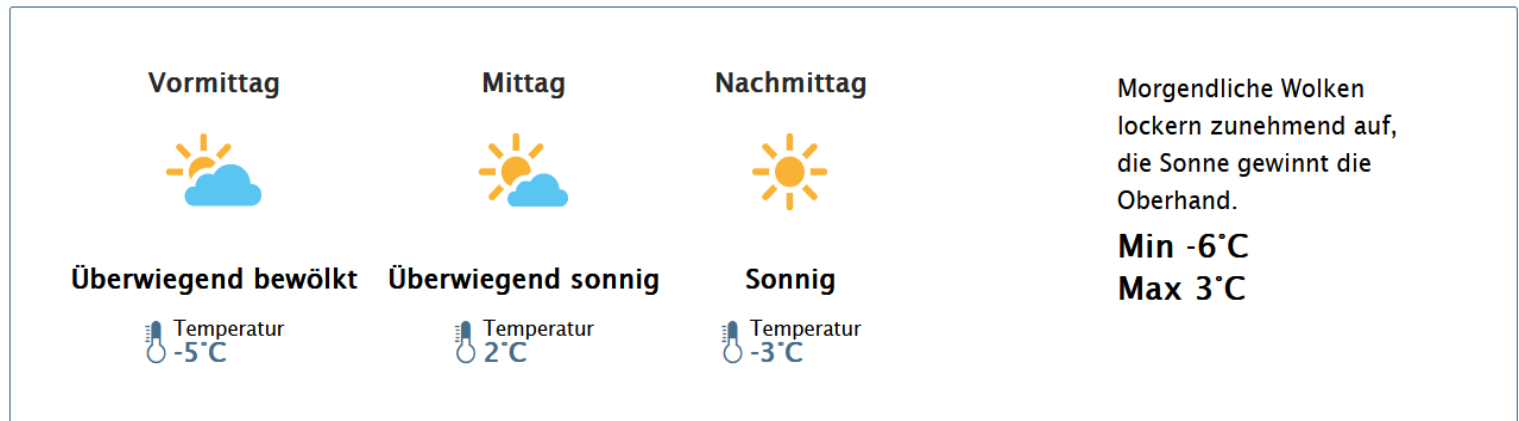 Vormittag
Mittag
Nachmittag
Überwiegend bewölkt
Überwiegend sonnig
Sonnig
Temperatur
-5°C
Temperatur
2°C
Temperatur
-3°C
Morgendliche Wolken
lockern zunehmend auf,
die Sonne gewinnt die
Oberhand.
Min -6°C
Max 3°C